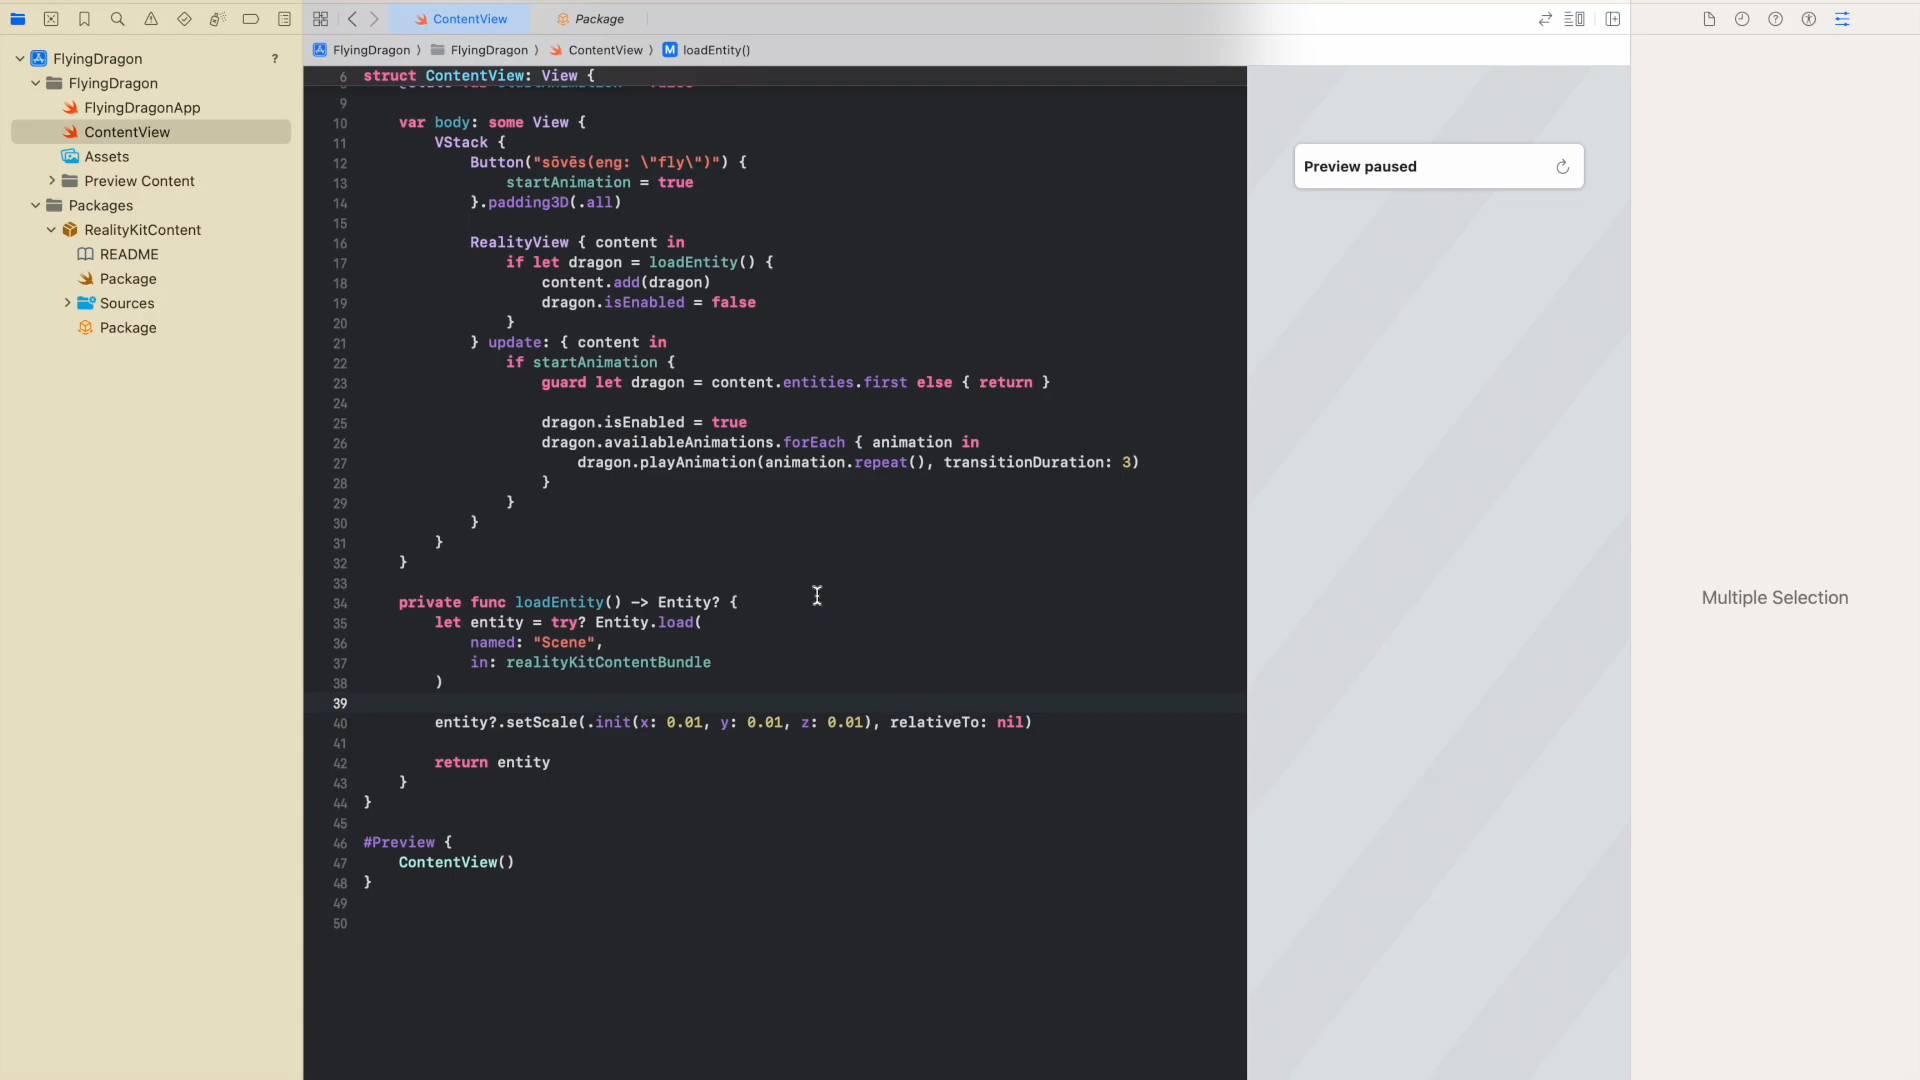 ContentView
Package
FlyingDragon
FlyingDragon
ContentView
loadEntity()
FlyingDragon
?
FlyingDragon
FlyingDragonApp
ContentView
Assets
Preview Content
Packages
RealityKitContent
README
Package
Sources
Package
6 struct ContentView: View {
9
10 var body: some View {
11 VStack {
12 Button("sōvēs(eng: \"fly\")") {
13 startAnimation = true
14 }.padding3D(.all)
15
16 RealityView { content in
17 if let dragon = loadEntity() {
18 content.add(dragon)
19 dragon.isEnabled = false
20 }
21 } update: { content in
22 if startAnimation {
23 guard let dragon = content.entities.first else { return }
24
25 dragon.isEnabled = true
26 dragon.availableAnimations.forEach { animation in
27 dragon.playAnimation(animation.repeat(), transitionDuration: 3)
28 }
29 }
30 }
31 }
32 }
33
34 private func loadEntity() -> Entity? {
35 let entity = try? Entity.load(
36 named: "Scene",
37 in: realityKitContentBundle
38 )
39
40 entity?.setScale(.init(x: 0.01, y: 0.01, z: 0.01), relativeTo: nil)
41
42 return entity
43 }
44 }
45
46 #Preview {
47 ContentView()
48 }
49
50
Preview paused
Multiple Selection